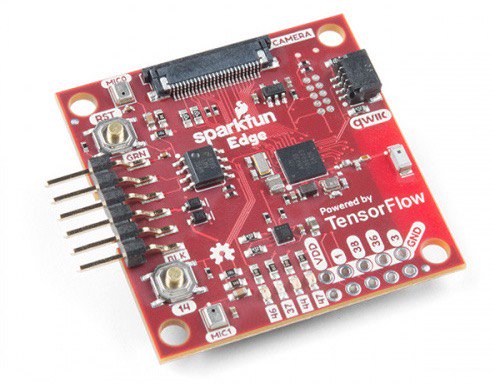 CAMERA
MIC0
RST
sparkfun
Edge
qwiic
GRN
Powered by
TensorFlow
BLK
14
MIC1
VDD
1
38
36
3
GND
46
37
44
47